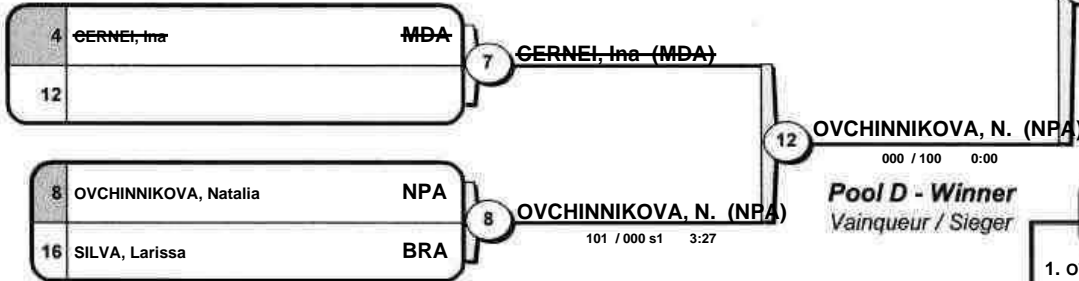 4 CERNEI, Ina MDA
7 CERNEI, Ina (MDA)
12
12 OVCHINNIKOVA, N. (NPA)
000 / 100 0:00
8 OVCHINNIKOVA, Natalia NPA
Pool D - Winner
8 OVCHINNIKOVA, N. (NPA)
Vainqueur / Sieger
101 / 000 s1 3:27
16 SILVA, Larissa BRA
1. O